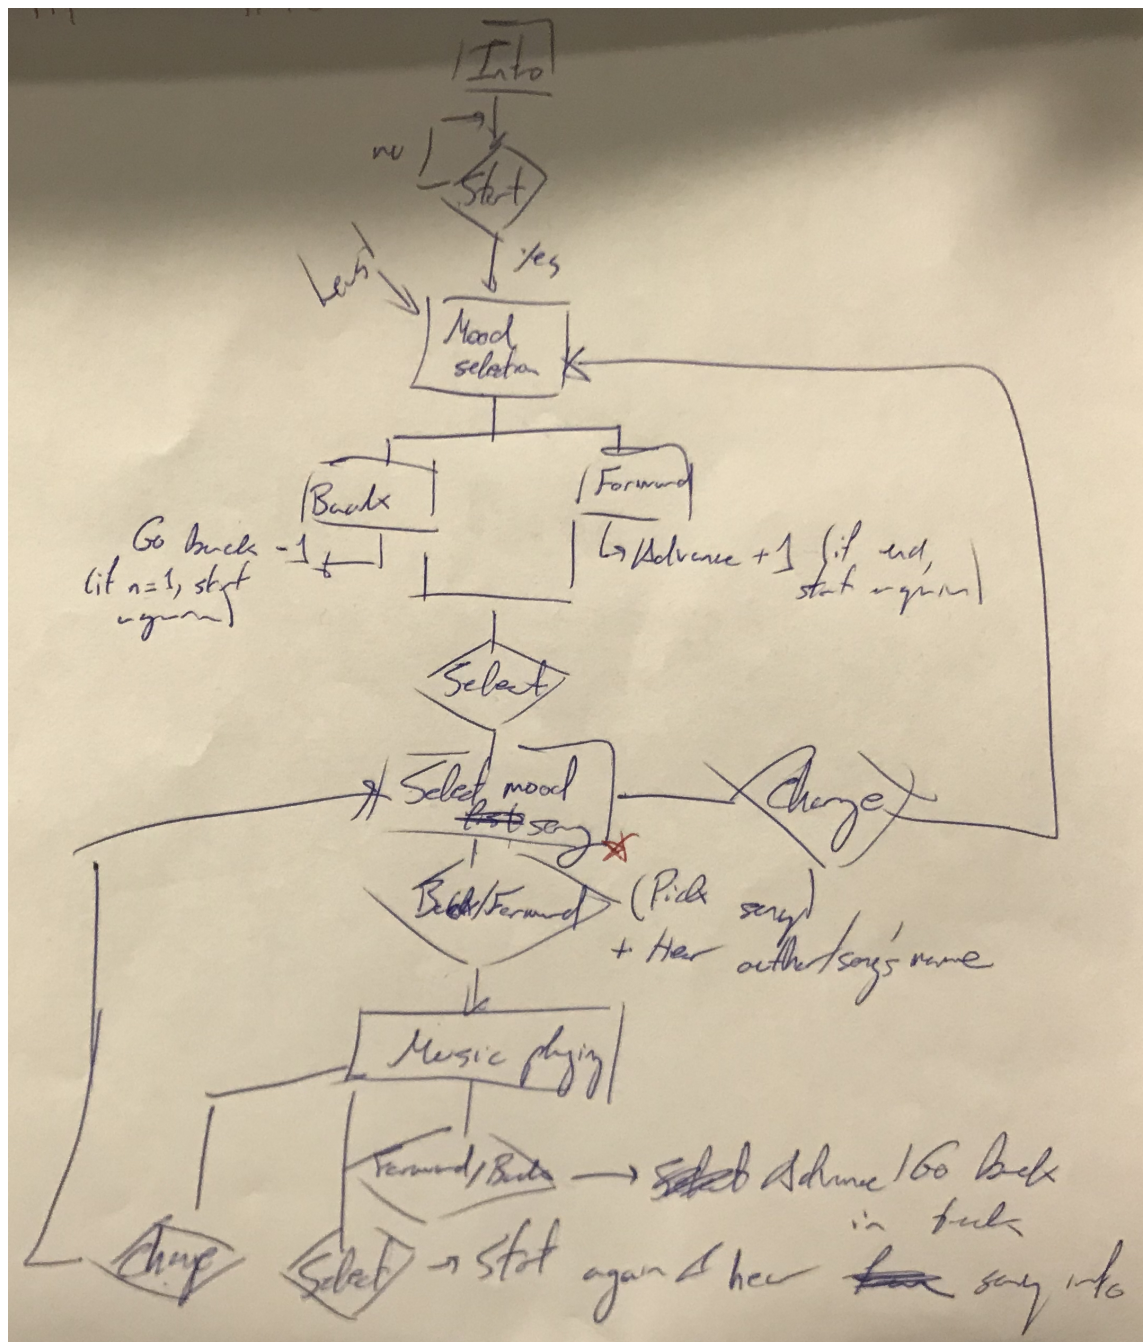 Intro
no
Start
Yes
Mood
selection
Back
Forward
Go back -1
(if n=1, start
again)
Advance +1 (if end,
start again)
Select
Select mood
song
Change
Back/Forward
(Pick song)
+ Hear author/song's name
Music playing
Forward/Back
Advance/Go back
in track
Change
Select
Start again & hear song info